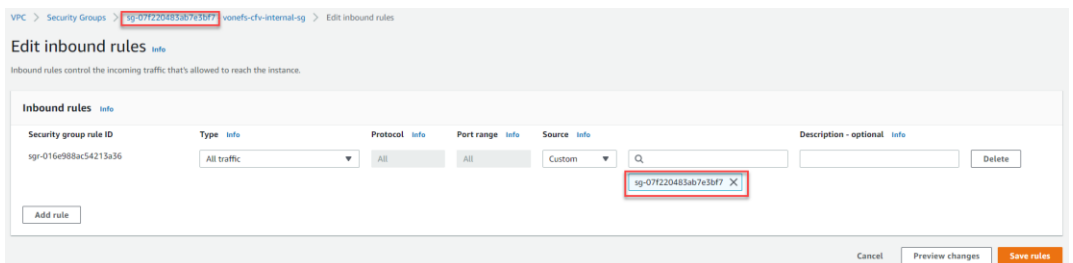 VPC > Security Groups > sg-07f220483ab7e3bf7 vonefs-cfv-internal-sg > Edit inbound rules
Edit inbound rules Info
Inbound rules control the incoming traffic that's allowed to reach the instance.
Inbound rules Info
Security group rule ID Type Info Protocol Info Port range Info Source Info Description - optional Info
sgr-016e988ac54213a36 All traffic All All Custom Delete
sg-07f220483ab7e3bf7
Add rule
Cancel Preview changes Save rules